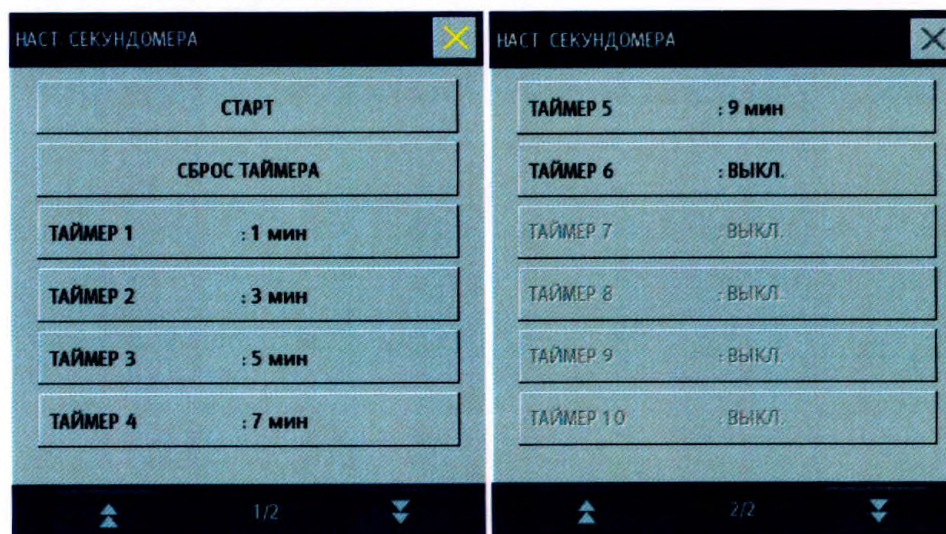 НАСТ. СЕКУНДОМЕРА
СТАРТ
СБРОС ТАЙМЕРА
ТАЙМЕР 1 : 1 мин
ТАЙМЕР 2 : 3 мин
ТАЙМЕР 3 : 5 мин
ТАЙМЕР 4 : 7 мин
1/2
НАСТ СЕКУНДОМЕРА
ТАЙМЕР 5 : 9 мин
ТАЙМЕР 6 : ВЫКЛ.
ТАЙМЕР 7 : ВЫКЛ.
ТАЙМЕР 8 : ВЫКЛ.
ТАЙМЕР 9 : ВЫКЛ.
ТАЙМЕР 10 : ВЫКЛ.
2/2